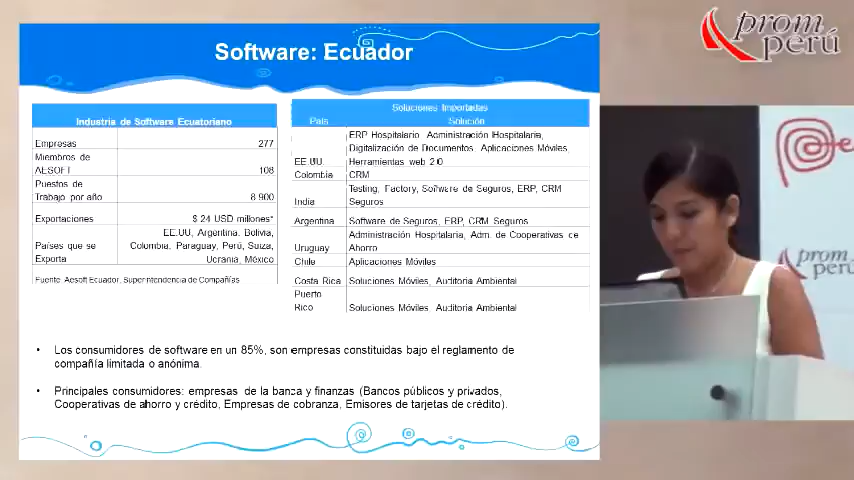 Software: Ecuador
Industria de Software Ecuatoriano
Empresas 277
Miembros de
AESOFT 108
Puestos de
Trabajo por año 8 900
Exportaciones $ 24 USD millones*
EE.UU, Argentina, Bolivia,
Países que se Colombia, Paraguay, Perú, Suiza,
Exporta Ucrania, México
Fuente: Aesoft Ecuador, Superintendencia de Compañías
Soluciones Importadas
País Solución
ERP Hospitalario, Administración Hospitalaria,
Digitalización de Documentos, Aplicaciones Móviles,
EE.UU. Herramientas web 2.0
Colombia CRM
Testing, Factory, Software de Seguros, ERP, CRM
India Seguros
Argentina Software de Seguros, ERP, CRM Seguros
Administración Hospitalaria, Adm. de Cooperativas de
Uruguay Ahorro
Chile Aplicaciones Móviles
Costa Rica Soluciones Móviles, Auditoria Ambiental
Puerto
Rico Soluciones Móviles, Auditoria Ambiental
• Los consumidores de software en un 85%, son empresas constituidas bajo el reglamento de
compañía limitada o anónima.
• Principales consumidores: empresas de la banca y finanzas (Bancos públicos y privados,
Cooperativas de ahorro y crédito, Empresas de cobranza, Emisores de tarjetas de crédito).
prom
perú
prom
perú